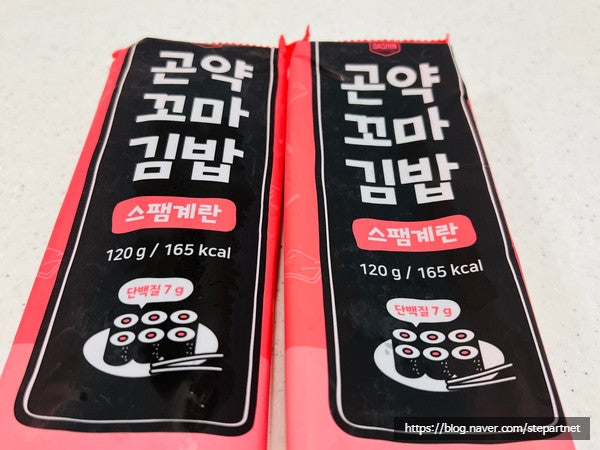 곤약
꼬마
김밥
스팸계란
120 g / 165 kcal
단백질 7 g
DASHIN
곤약
꼬마
김밥
스팸계란
120 g / 165 kcal
단백질 7 g
https://blog.naver.com/stepartnet